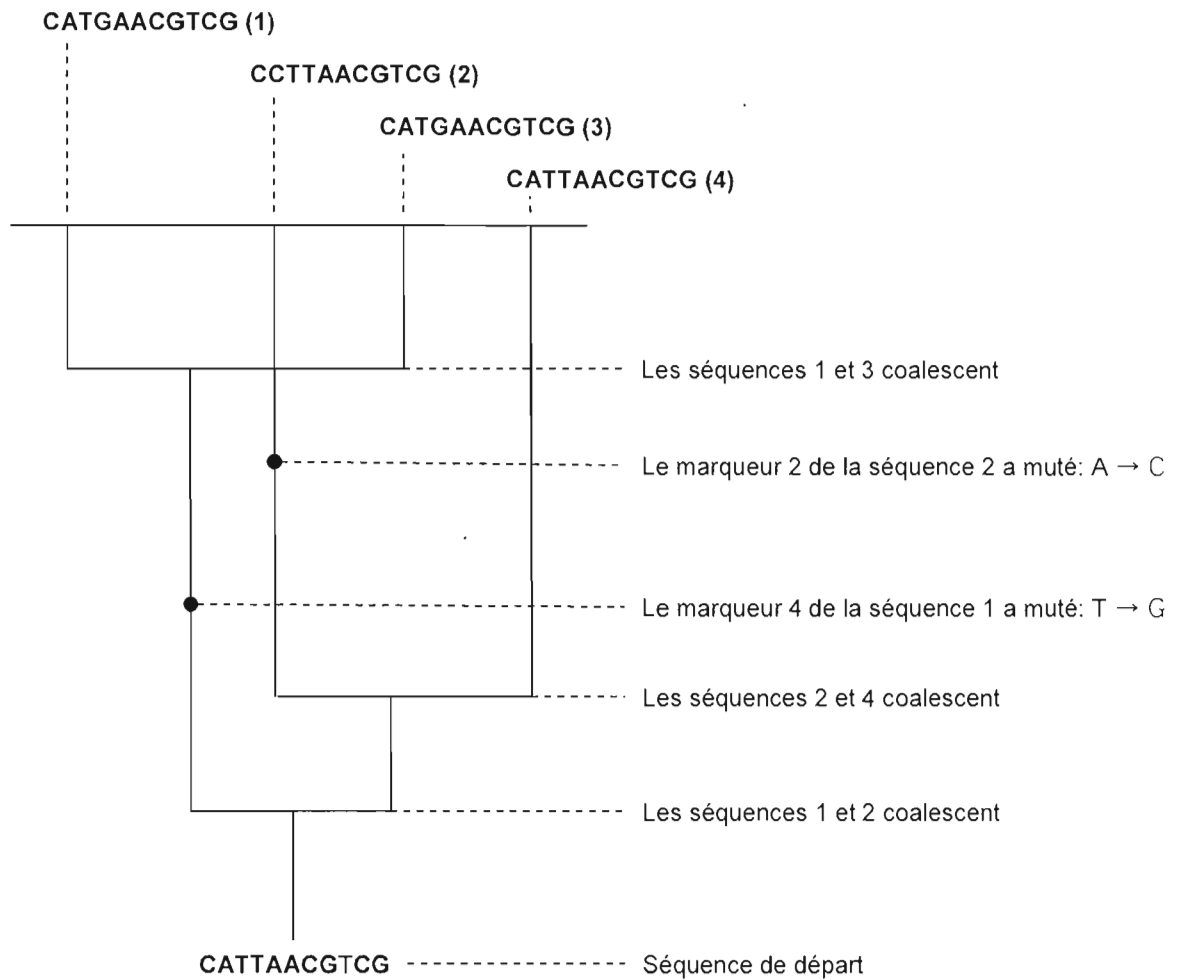 CATGAACGTCG (1)
CCTTAACGTCG (2)
CATGAACGTCG (3)
CATTAACGTCG (4)
Les séquences 1 et 3 coalescent
Le marqueur 2 de la séquence 2 a muté: A → C
Le marqueur 4 de la séquence 1 a muté: T → G
Les séquences 2 et 4 coalescent
Les séquences 1 et 2 coalescent
CATTAACGTCG Séquence de départ